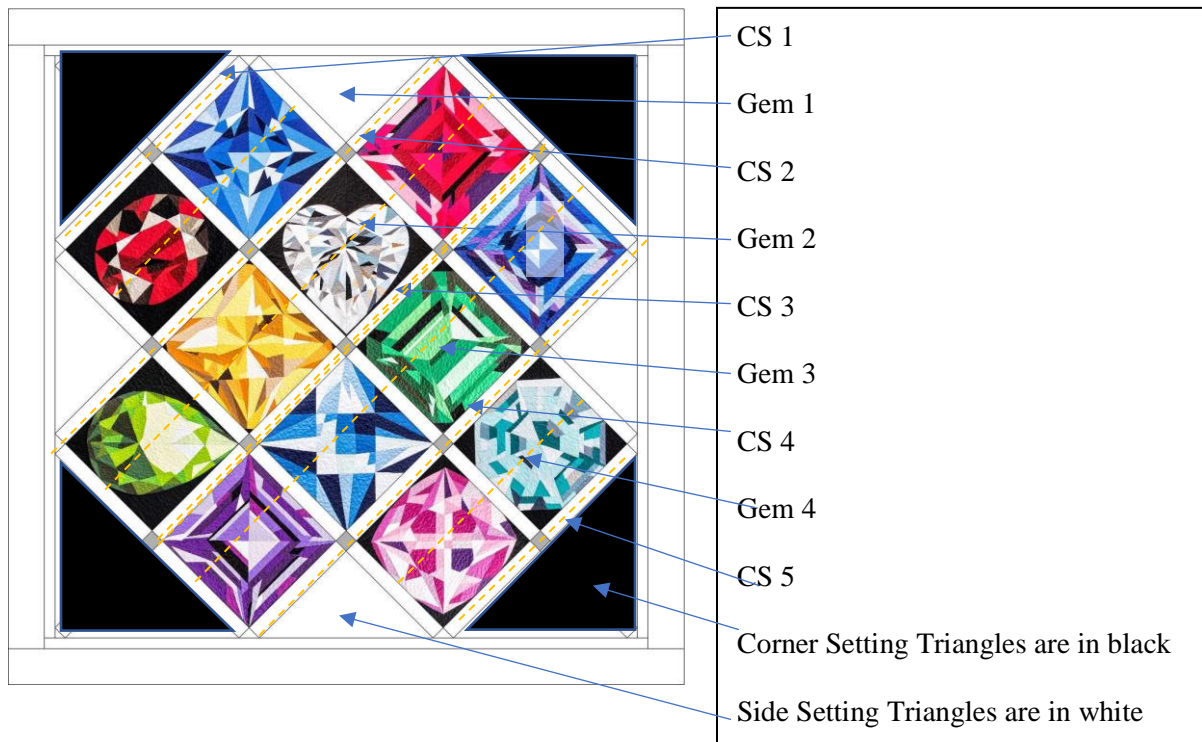 CS 1
Gem 1
CS 2
Gem 2
CS 3
Gem 3
CS 4
Gem 4
CS 5
Corner Setting Triangles are in black
Side Setting Triangles are in white